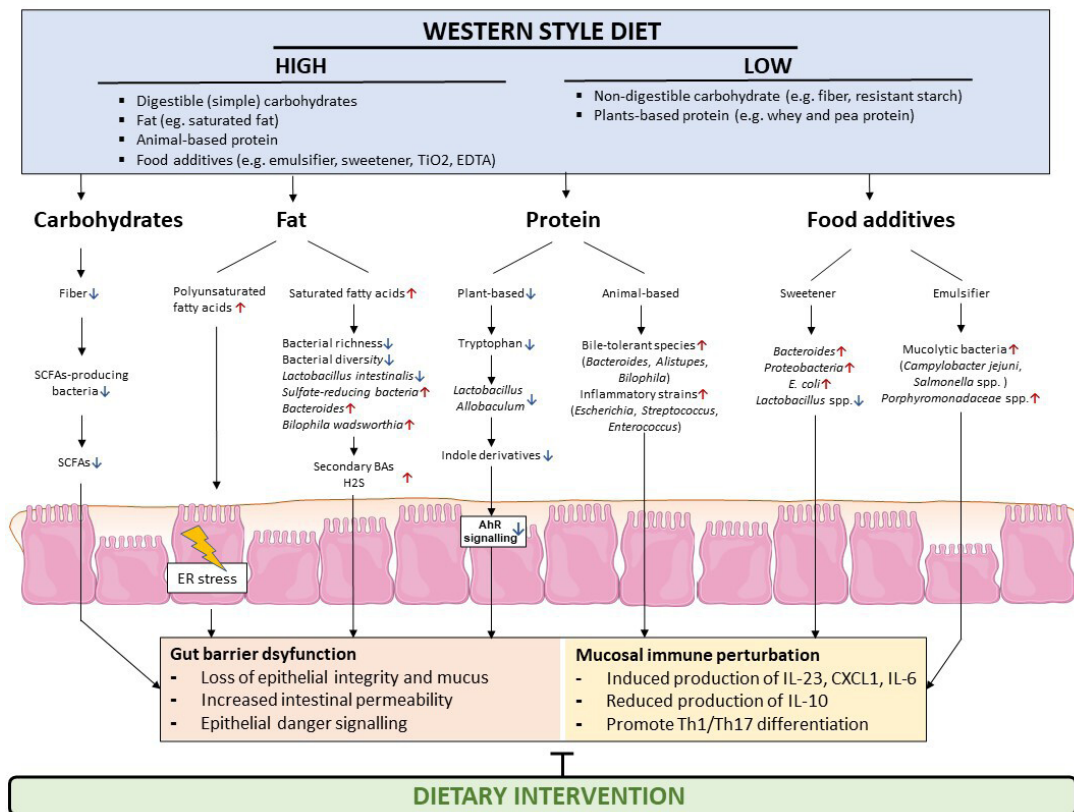 WESTERN STYLE DIET
HIGH
▪ Digestible (simple) carbohydrates
▪ Fat (eg. saturated fat)
▪ Animal-based protein
▪ Food additives (e.g. emulsifier, sweetener, TiO2, EDTA)
LOW
▪ Non-digestible carbohydrate (e.g. fiber, resistant starch)
▪ Plants-based protein (e.g. whey and pea protein)
Carbohydrates
Fiber ↓
SCFAs-producing
bacteria ↓
SCFAs ↓
Fat
Polyunsaturated
fatty acids ↑
ER stress
Saturated fatty acids ↑
Bacterial richness ↓
Bacterial diversity ↓
Lactobacillus intestinalis ↓
Sulfate-reducing bacteria ↑
Bacteroides ↑
Bilophila wadsworthia ↑
Secondary BAs
H2S ↑
Protein
Plant-based ↓
Tryptophan ↓
Lactobacillus
Allobaculum ↓
Indole derivatives ↓
AhR
signalling ↓
Animal-based
Bile-tolerant species ↑
(Bacteroides, Alistupes,
Bilophila)
Inflammatory strains ↑
(Escherichia, Streptococcus,
Enterococcus)
Food additives
Sweetener
Bacteroides ↑
Proteobacteria ↑
E. coli ↑
Lactobacillus spp. ↓
Emulsifier
Mucolytic bacteria ↑
(Campylobacter jejuni,
Salmonella spp. )
Porphyromonadaceae spp. ↑
Gut barrier dsyfunction
- Loss of epithelial integrity and mucus
- Increased intestinal permeability
- Epithelial danger signalling
Mucosal immune perturbation
- Induced production of IL-23, CXCL1, IL-6
- Reduced production of IL-10
- Promote Th1/Th17 differentiation
DIETARY INTERVENTION